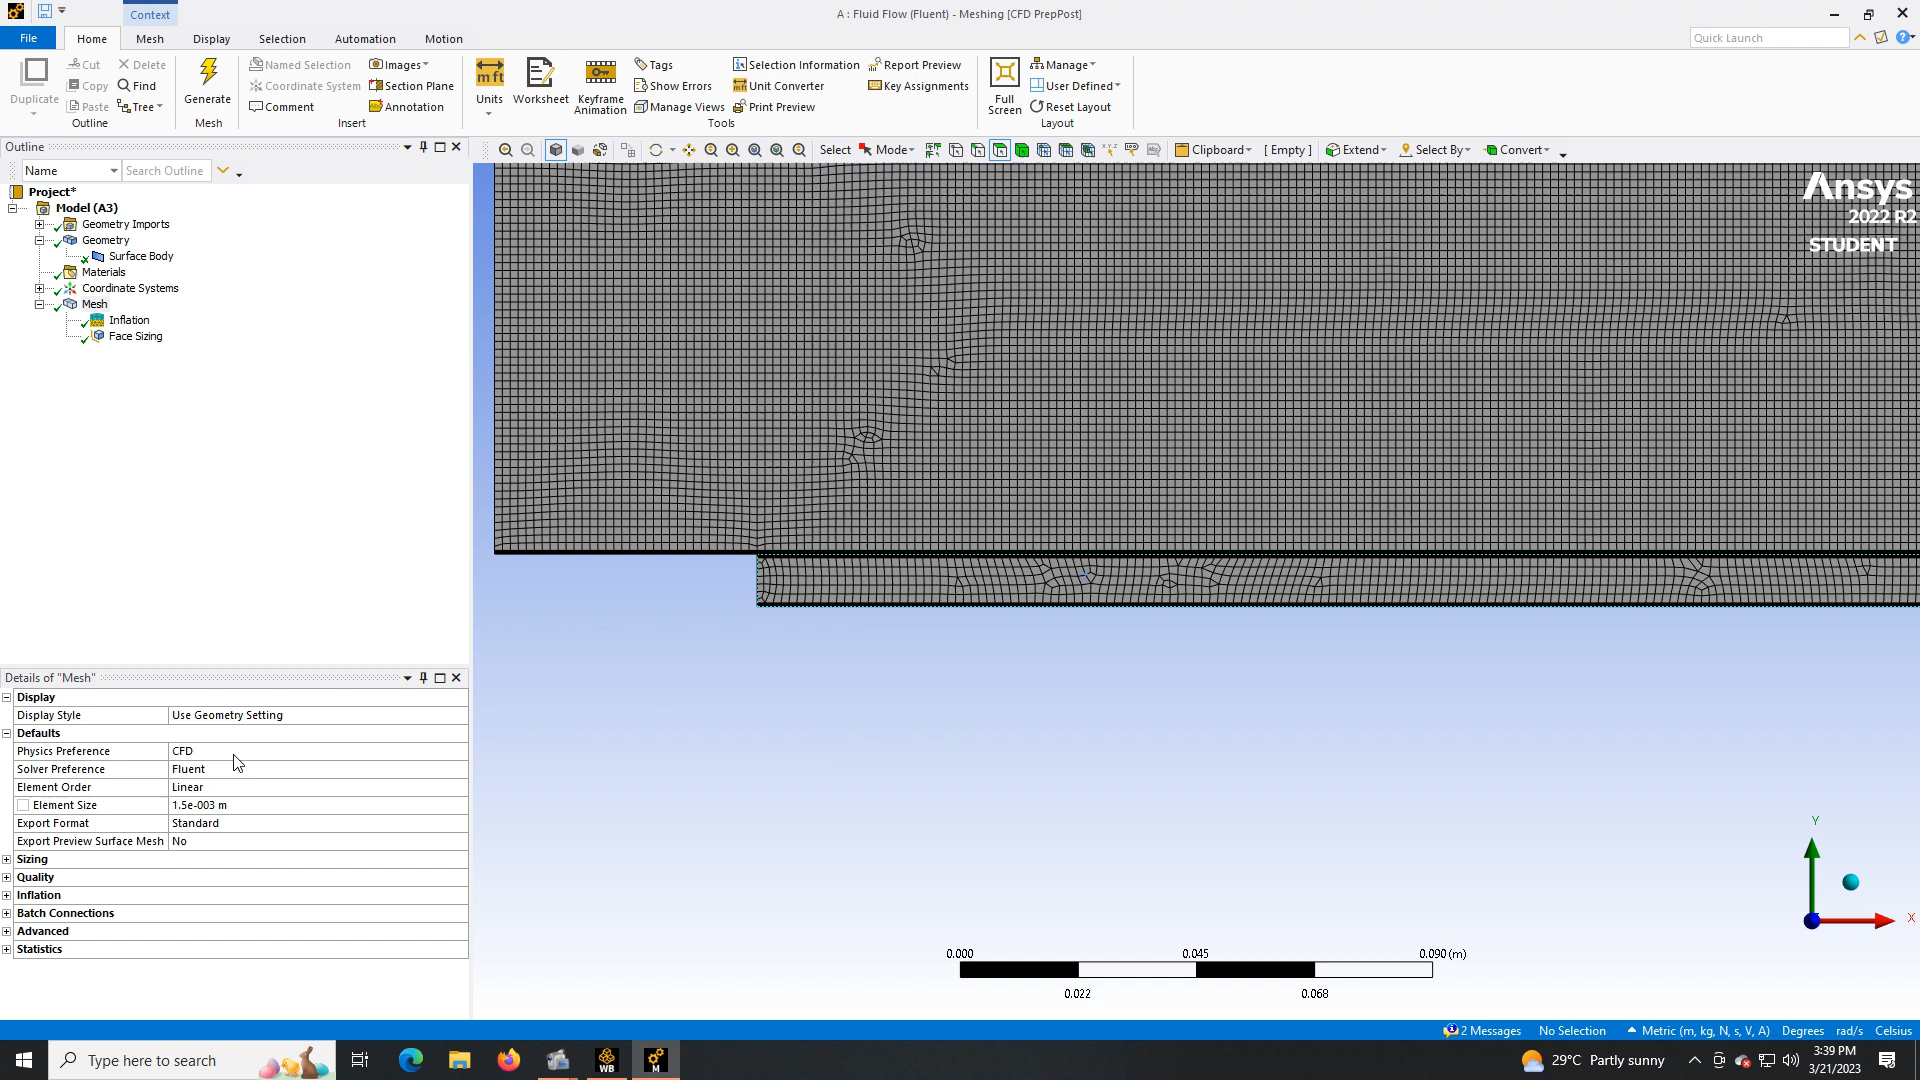 Context
A : Fluid Flow (Fluent) - Meshing [CFD PrepPost]
File Home Mesh Display Selection Automation Motion
Quick Launch
Duplicate
Cut
Copy
Paste
Delete
Find
Tree
Outline
Generate
Mesh
Named Selection
Coordinate System
Comment
Images
Section Plane
Annotation
Insert
mft
Units
Worksheet
Keyframe
Animation
Tags
Show Errors
Manage Views
Selection Information
Unit Converter
Print Preview
Report Preview
Key Assignments
Tools
Full
Screen
Manage
User Defined
Reset Layout
Layout
Outline
Name
Search Outline
Select
Mode
Clipboard
[ Empty ]
Extend
Select By
Convert
Project*
Model (A3)
Geometry Imports
Geometry
Surface Body
Materials
Coordinate Systems
Mesh
Inflation
Face Sizing
Ansys
2022 R2
STUDENT
Details of "Mesh"
Display
Display Style Use Geometry Setting
Defaults
Physics Preference CFD
Solver Preference Fluent
Element Order Linear
Element Size 1.5e-003 m
Export Format Standard
Export Preview Surface Mesh No
Sizing
Quality
Inflation
Batch Connections
Advanced
Statistics
Y
X
0.000 0.045 0.090 (m)
0.022 0.068
2 Messages No Selection Metric (m, kg, N, s, V, A) Degrees rad/s Celsius
Type here to search
WB
M
29°C Partly sunny
3:39 PM
3/21/2023